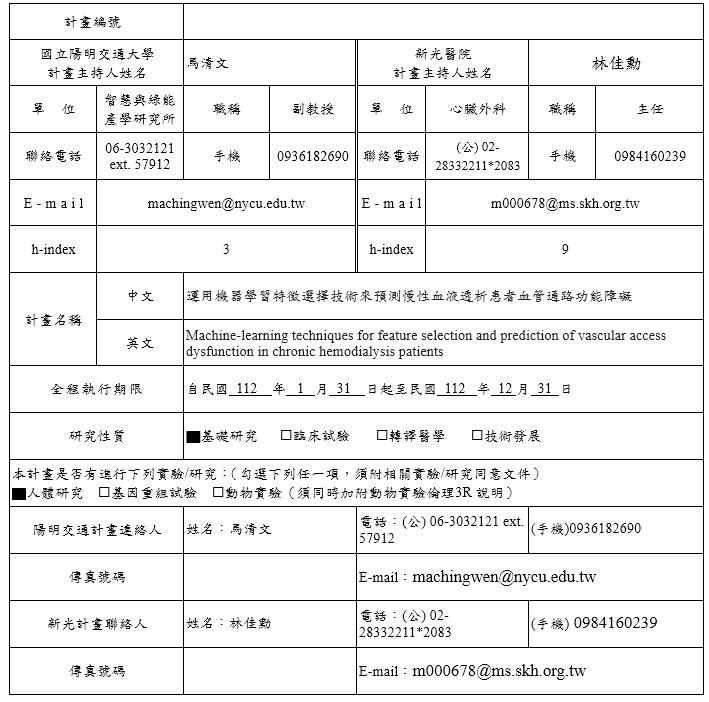 計畫編號
國立陽明交通大學
計畫主持人姓名
馬清文
新光醫院
計畫主持人姓名
林佳勳
單 位
智慧與綠能
產學研究所
職稱
副教授
單 位
心臟外科
職稱
主任
聯絡電話
06-3032121
ext. 57912
手機
0936182690
聯絡電話
(公) 02-
28332211*2083
手機
0984160239
E - m a i l
machingwen@nycu.edu.tw
E - m a i l
m000678@ms.skh.org.tw
h-index
3
h-index
9
計畫名稱
中文
運用機器學習特徵選擇技術來預測慢性血液透析患者血管通路功能障礙
英文
Machine-learning techniques for feature selection and prediction of vascular access
dysfunction in chronic hemodialysis patients
全程執行期限
自民國 112 年 1 月 31 日起至民國 112 年 12 月 31 日
研究性質
■基礎研究 □臨床試驗 □轉譯醫學 □技術發展
本計畫是否有進行下列實驗/研究：(勾選下列任一項，須附相關實驗/研究同意文件)
■人體研究 □基因重組試驗 □動物實驗 (須同時加附動物實驗倫理3R 說明)
陽明交通計畫連絡人
姓名：馬清文
電話：(公) 06-3032121 ext.
57912
(手機)0936182690
傳真號碼
E-mail：machingwen@nycu.edu.tw
新光計畫聯絡人
姓名：林佳勳
電話：(公) 02-
28332211*2083
(手機) 0984160239
傳真號碼
E-mail：m000678@ms.skh.org.tw